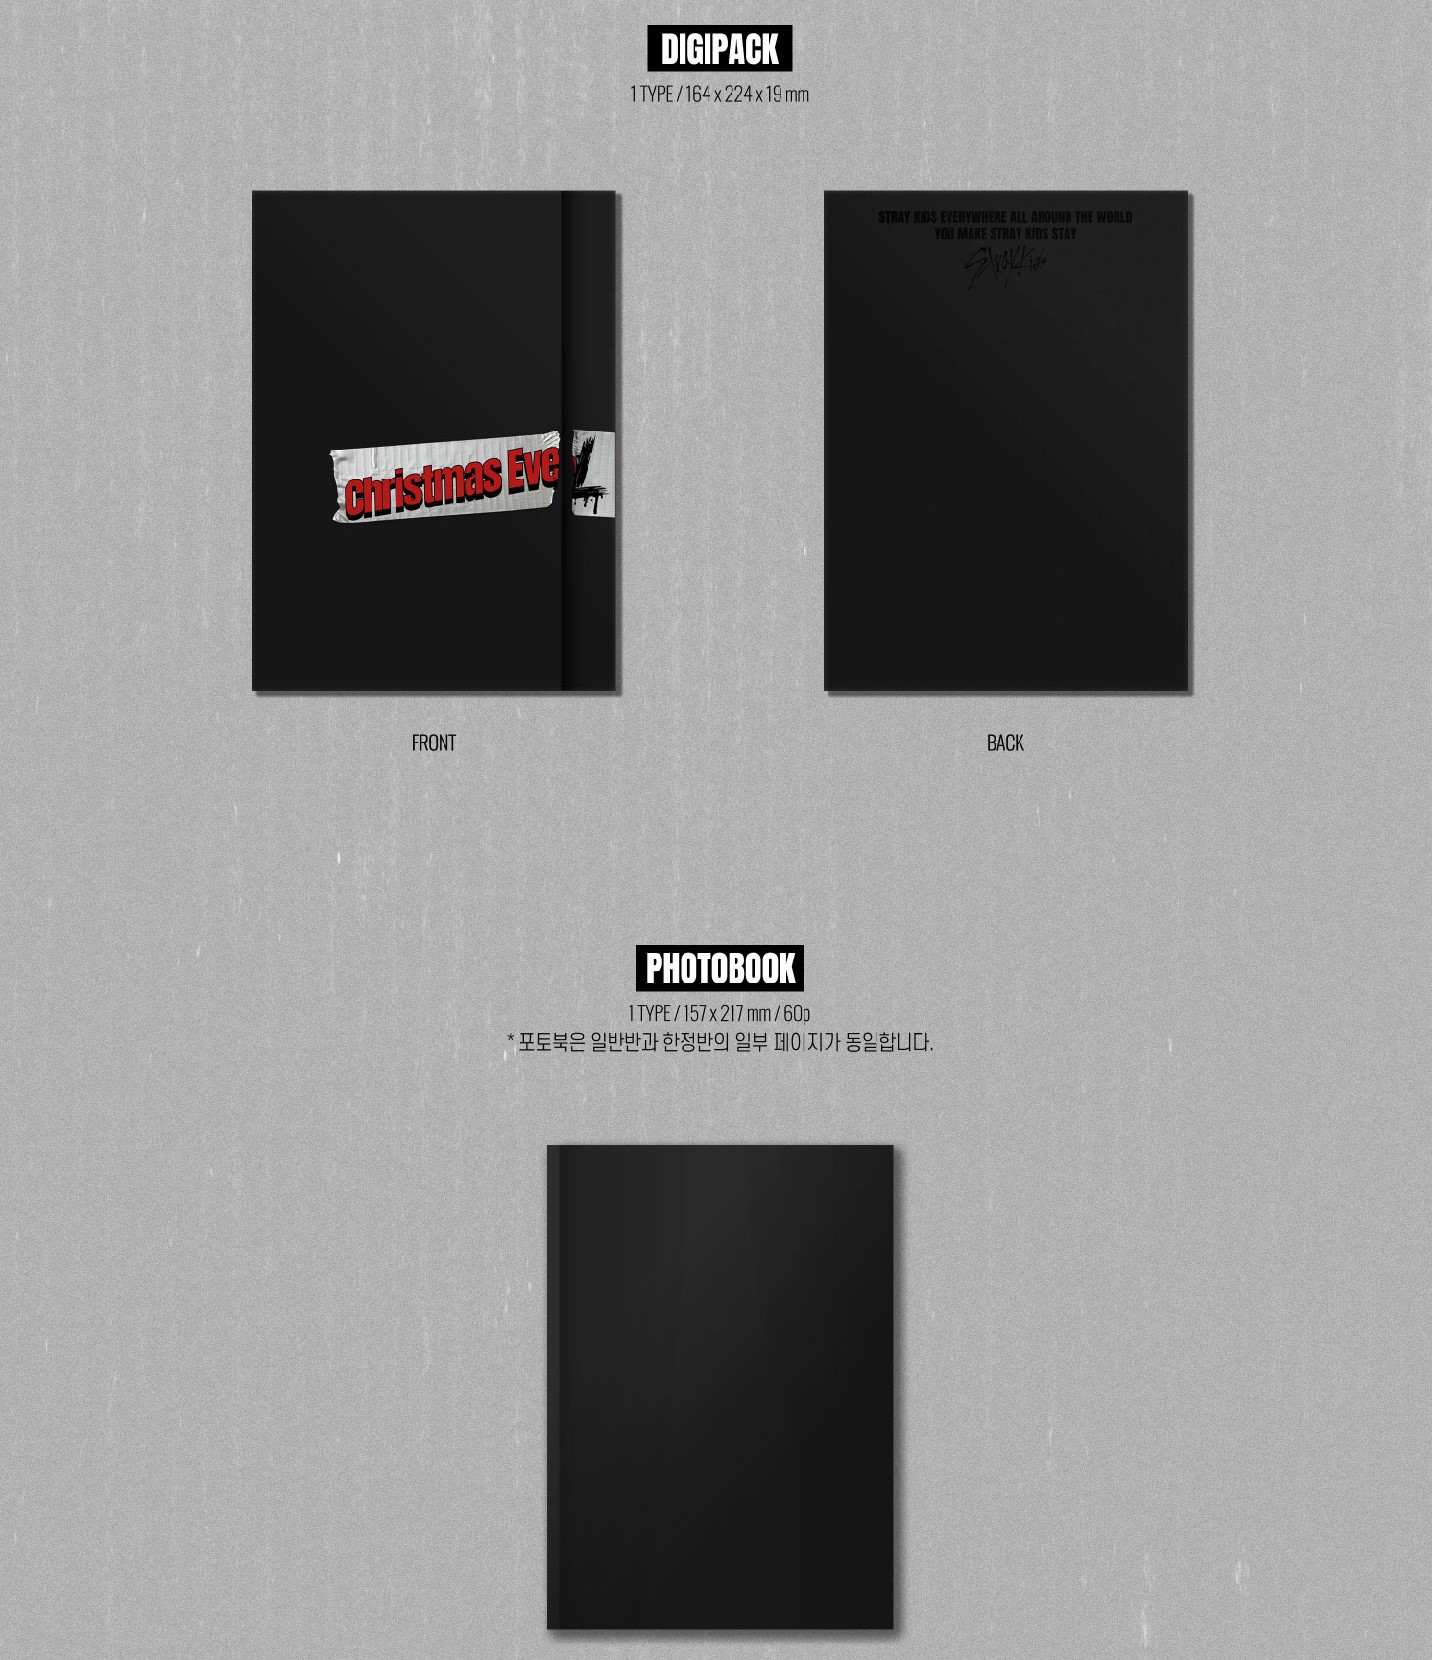 DIGIPACK
1 TYPE / 164 x 224 x 19 mm
Christmas EveL
STRAY KIDS EVERYWHERE ALL AROUND THE WORLD
YOU MAKE STRAY KIDS STAY
Stray Kids
FRONT
BACK
PHOTOBOOK
1 TYPE / 157 x 217 mm / 60p
* 포토북은 일반반과 한정반의 일부 페이지가 동일합니다.